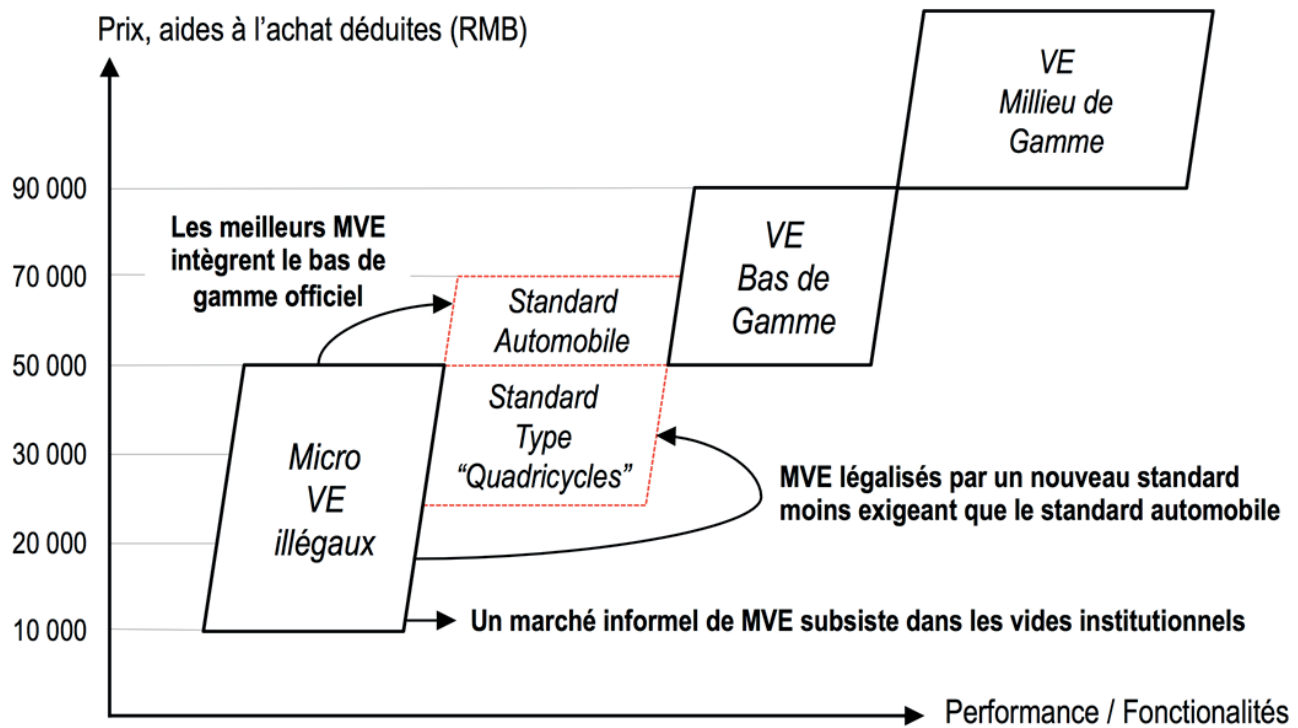 Prix, aides à l’achat déduites (RMB)
VE
Millieu de
Gamme
90 000
Les meilleurs MVE
intègrent le bas de
gamme officiel
VE
Bas de
Gamme
70 000
Standard
Automobile
50 000
Standard
Type
“Quadricycles”
30 000
Micro
VE
illégaux
MVE légalisés par un nouveau standard
moins exigeant que le standard automobile
20 000
10 000
Un marché informel de MVE subsiste dans les vides institutionnels
Performance / Fonctionalités